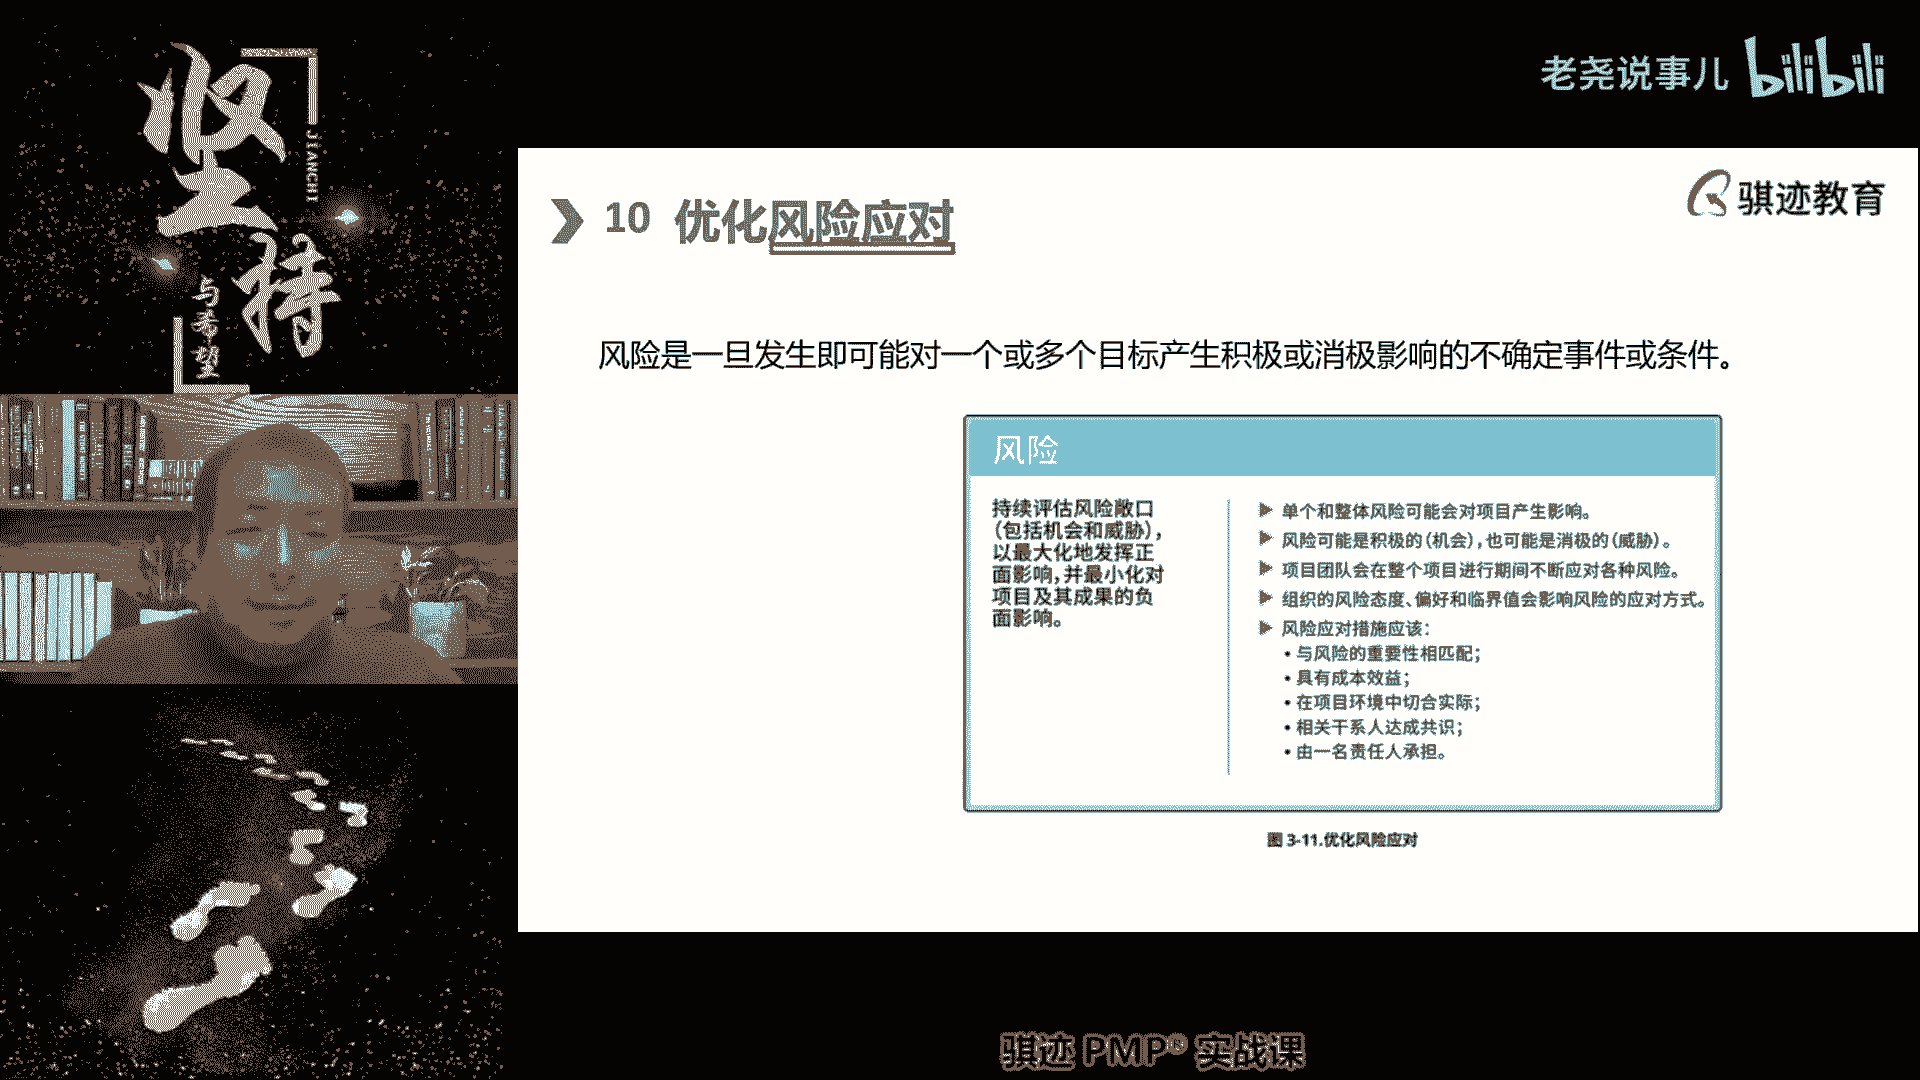 坚持
JIANCHI
与希望
老尧说事儿 bilibili
骐迹教育
10 优化风险应对
风险是一旦发生即可能对一个或多个目标产生积极或消极影响的不确定事件或条件。
风险
持续评估风险敞口
（包括机会和威胁），
以最大化地发挥正
面影响，并最小化对
项目及其成果的负
面影响。
单个和整体风险可能会对项目产生影响。
风险可能是积极的（机会），也可能是消极的（威胁）。
项目团队会在整个项目进行期间不断应对各种风险。
组织的风险态度、偏好和临界值会影响风险的应对方式。
风险应对措施应该：
• 与风险的重要性相匹配；
• 具有成本效益；
• 在项目环境中切合实际；
• 相关干系人达成共识；
• 由一名责任人承担。
图 3-11.优化风险应对
骐迹 PMP® 实战课